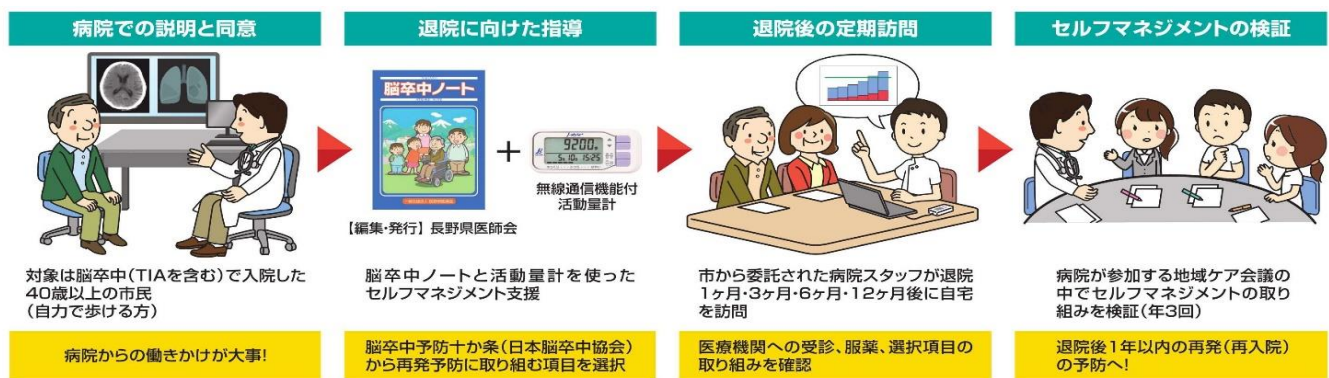 病院での説明と同意
対象は脳卒中(TIAを含む)で入院した
40歳以上の市民
(自力で歩ける方)
病院からの働きかけが大事!
退院に向けた指導
脳卒中ノート
+
9200
無線通信機能付
活動量計
【編集・発行】長野県医師会
脳卒中ノートと活動量計を使った
セルフマネジメント支援
脳卒中予防十か条(日本脳卒中協会)
から再発予防に取り組む項目を選択
退院後の定期訪問
市から委託された病院スタッフが退院
1ヶ月・3ヶ月・6ヶ月・12ヶ月後に自宅
を訪問
医療機関への受診、服薬、選択項目の
取り組みを確認
セルフマネジメントの検証
病院が参加する地域ケア会議の
中でセルフマネジメントの取り
組みを検証(年3回)
退院後1年以内の再発(再入院)
の予防へ!